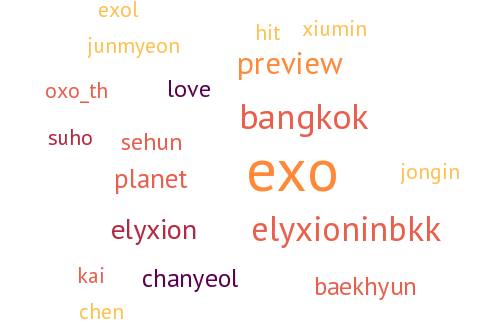 exol
hit
xiumin
junmyeon
preview
oxo_th
love
bangkok
suho
sehun
exo
planet
jongin
elyxion
elyxioninbkk
kai
chanyeol
baekhyun
chen